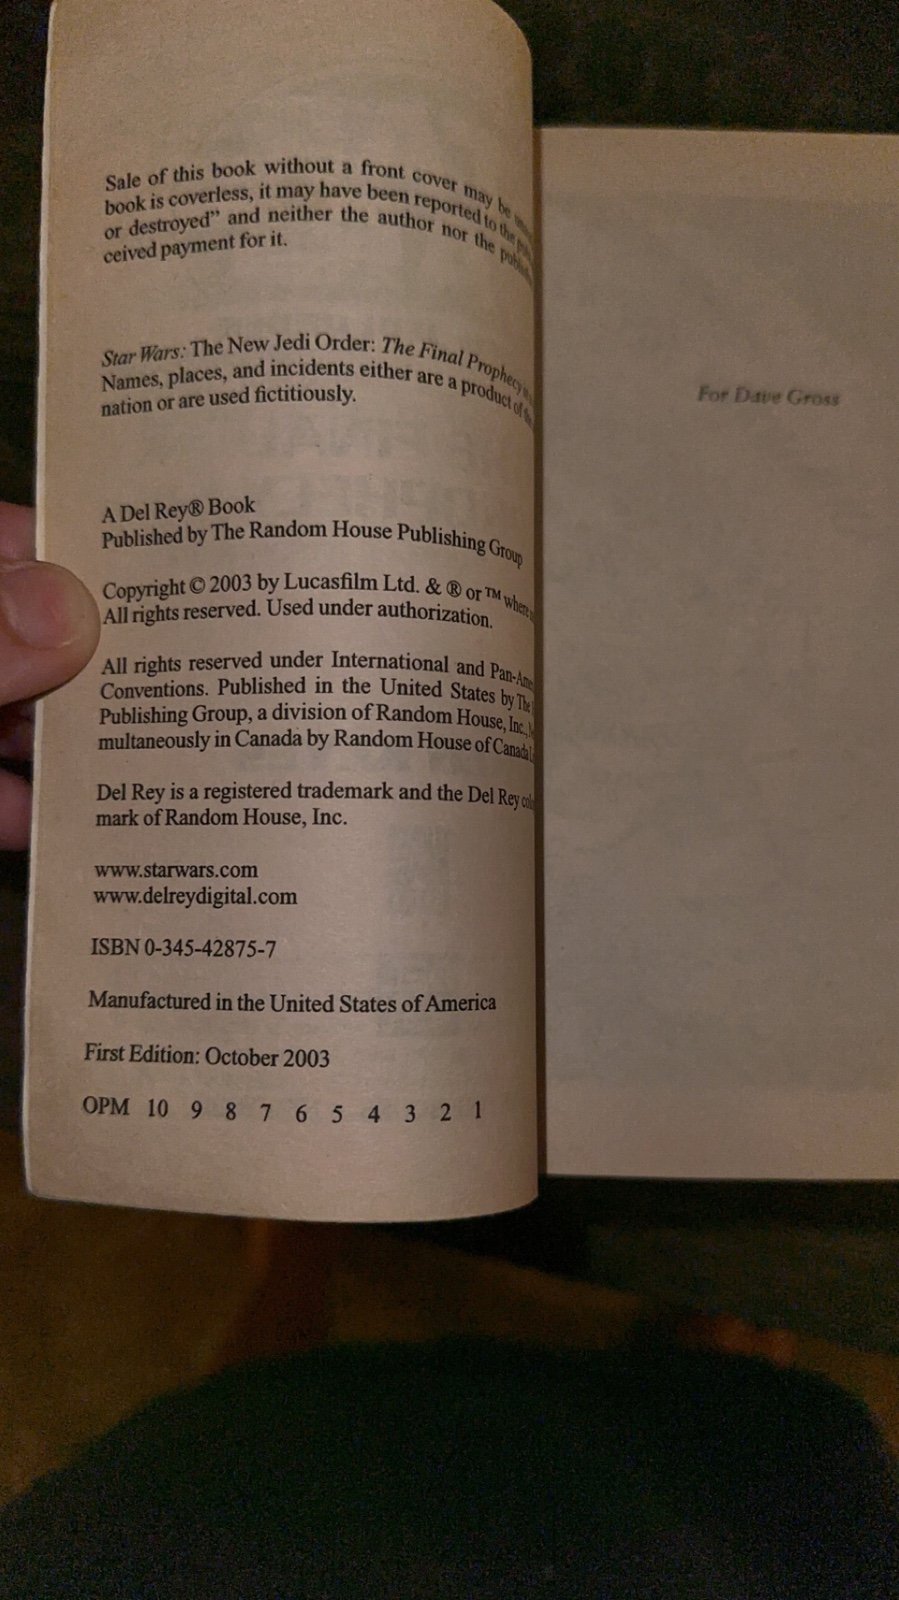 Sale of this book without a front cover may be
book is coverless, it may have been reported to the
or destroyed” and neither the author nor the
ceived payment for it.
Star Wars: The New Jedi Order: The Final Prophecy
Names, places, and incidents either are a product of the
nation or are used fictitiously.
A Del Rey® Book
Published by The Random House Publishing Group
Copyright © 2003 by Lucasfilm Ltd. & ® or ™ where
All rights reserved. Used under authorization.
All rights reserved under International and Pan-Ame
Conventions. Published in the United States by The
Publishing Group, a division of Random House, Inc.,
multaneously in Canada by Random House of Canada
Del Rey is a registered trademark and the Del Rey
mark of Random House, Inc.
www.starwars.com
www.delreydigital.com
ISBN 0-345-42875-7
Manufactured in the United States of America
First Edition: October 2003
OPM 10 9 8 7 6 5 4 3 2 1
For Dave Gross